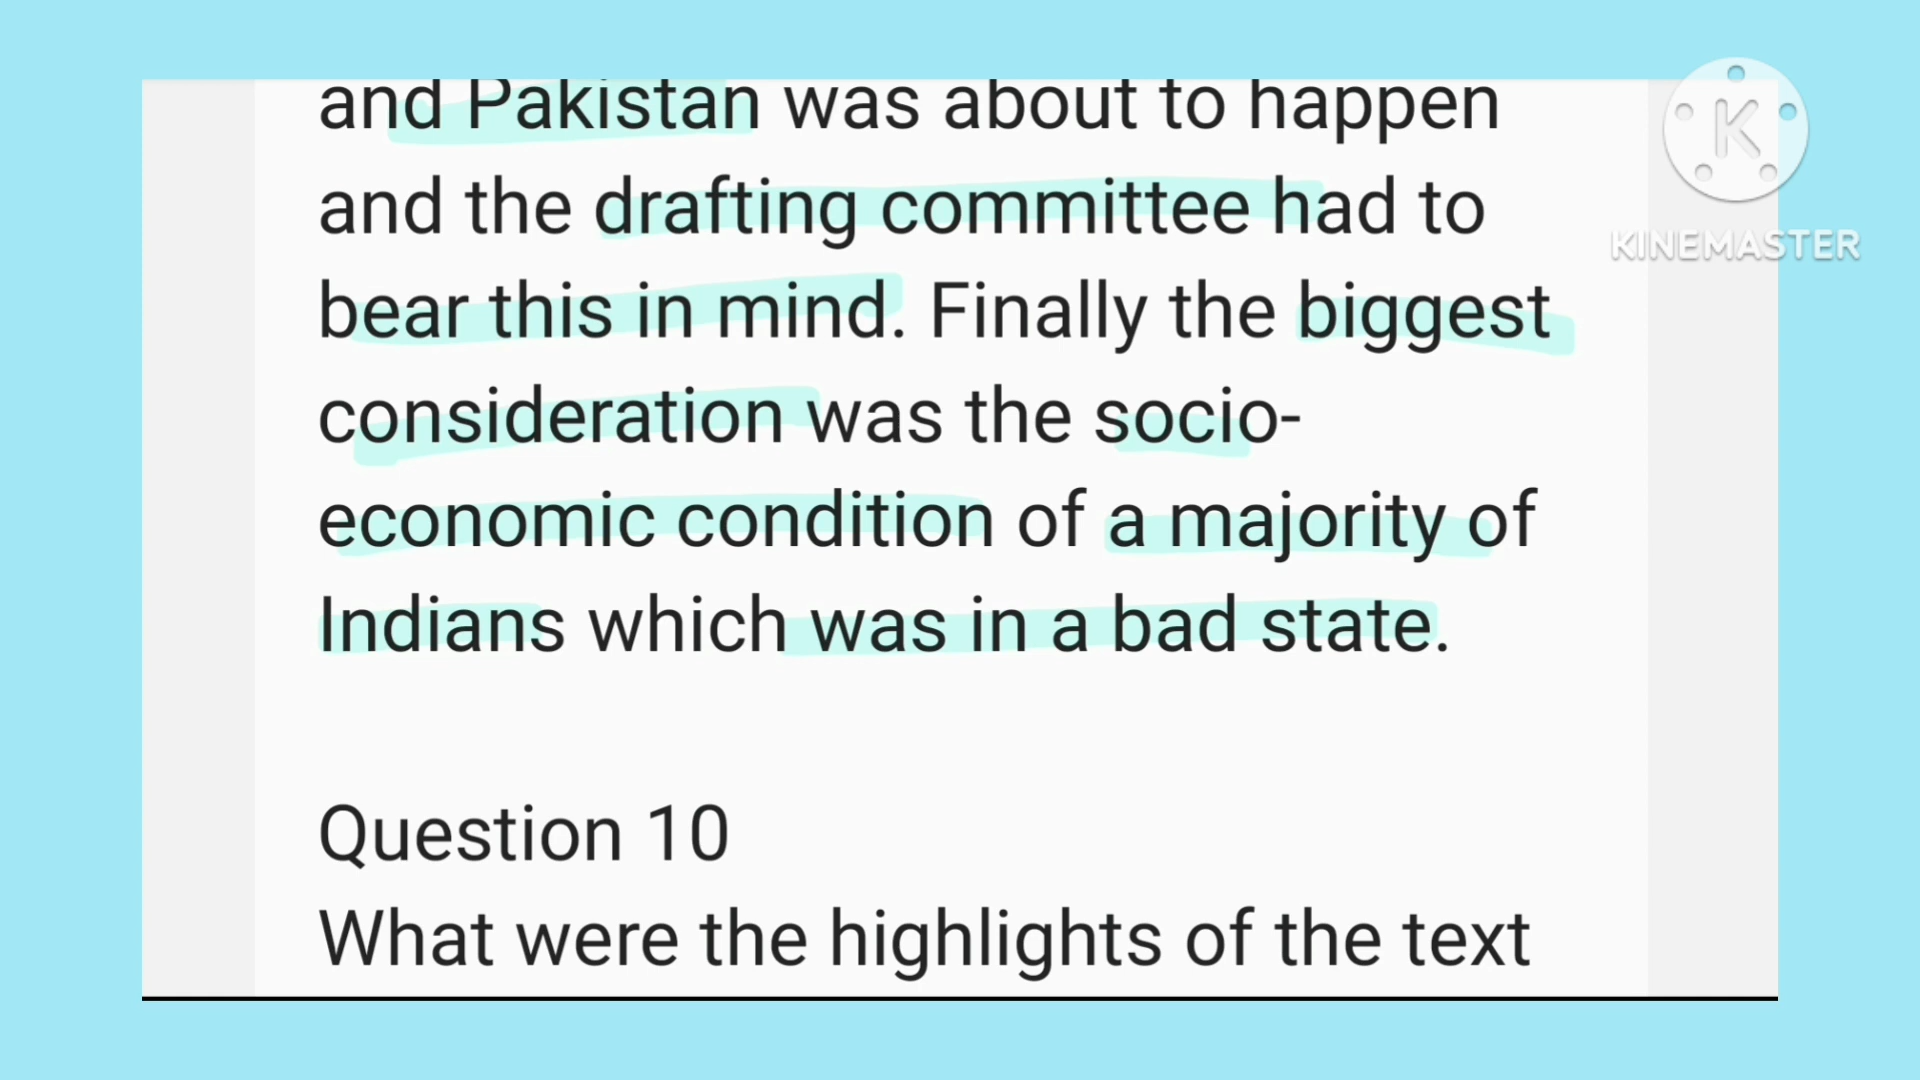 and Pakistan was about to happen
and the drafting committee had to
bear this in mind. Finally the biggest
consideration was the socio-
economic condition of a majority of
Indians which was in a bad state.
Question 10
What were the highlights of the text
K
KINEMASTER